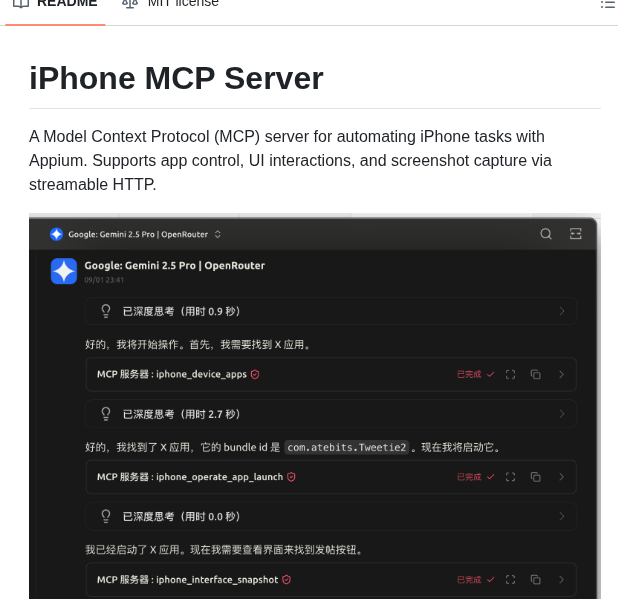 README MIT license
iPhone MCP Server
A Model Context Protocol (MCP) server for automating iPhone tasks with
Appium. Supports app control, UI interactions, and screenshot capture via
streamable HTTP.
Google: Gemini 2.5 Pro | OpenRouter
Google: Gemini 2.5 Pro | OpenRouter
09/01 23:41
已深度思考（用时 0.9 秒）
好的，我将开始操作。首先，我需要找到 X 应用。
MCP 服务器 : iphone_device_apps 已完成
已深度思考（用时 2.7 秒）
好的，我找到了 X 应用，它的 bundle id 是 com.atebits.Tweetie2 。现在我将启动它。
MCP 服务器 : iphone_operate_app_launch 已完成
已深度思考（用时 0.0 秒）
我已经启动了 X 应用。现在我需要查看界面来找到发帖按钮。
MCP 服务器 : iphone_interface_snapshot 已完成